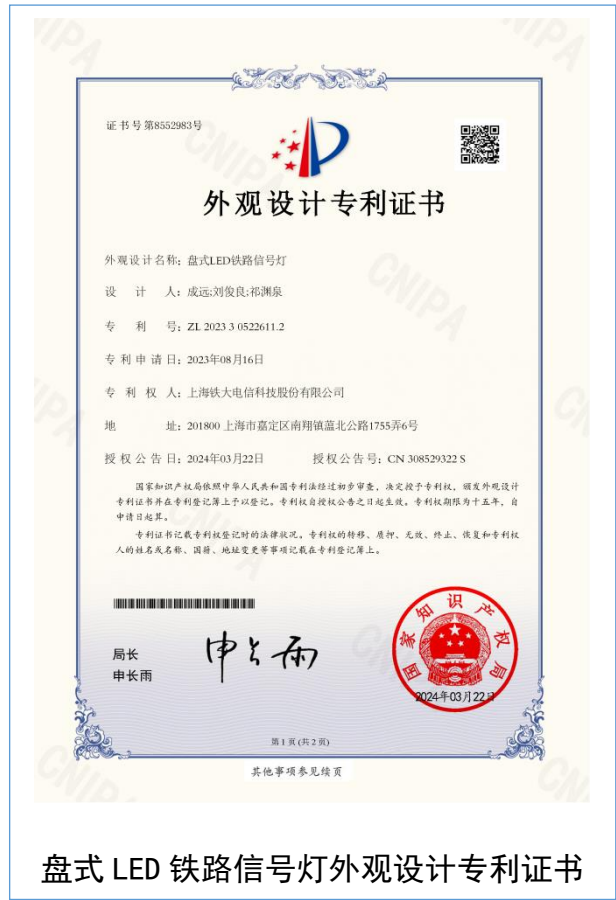 证书号第8552983号
外观设计专利证书
外观设计名称：盘式LED铁路信号灯
设 计 人：成远;刘俊良;祁渊泉
专 利 号：ZL 2023 3 0522611.2
专利申请日：2023年08月16日
专 利 权 人：上海铁大电信科技股份有限公司
地 址：201800 上海市嘉定区南翔镇蕰北公路1755弄6号
授权公告日：2024年03月22日 授权公告号：CN 308529322 S
国家知识产权局依照中华人民共和国专利法经过初步审查，决定授予专利权，颁发外观设计
专利证书并在专利登记簿上予以登记。专利权自授权公告之日起生效。专利权期限为十五年，自
申请日起算。
专利证书记载专利权登记时的法律状况。专利权的转移、质押、无效、终止、恢复和专利权
人的姓名或名称、国籍、地址变更等事项记载在专利登记簿上。
局长
申长雨
申长雨
国家知识产权局
2024年03月22日
第 1 页 (共 2 页)
其他事项参见续页
盘式 LED 铁路信号灯外观设计专利证书
CNIPA
CNIPA
CNIPA
CNIPA
CNIPA
CNIPA